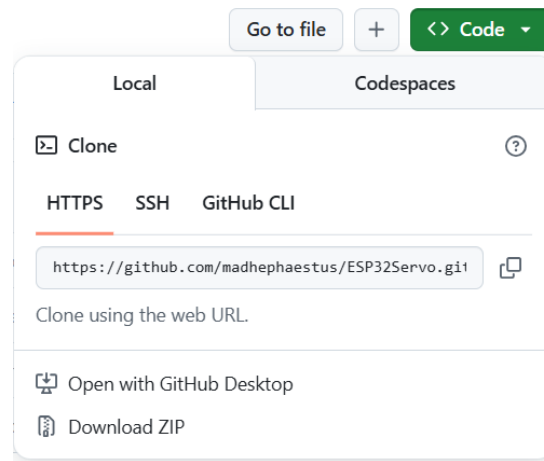 Go to file
<> Code
Local
Codespaces
Clone
HTTPS
SSH
GitHub CLI
https://github.com/madhephaestus/ESP32Servo.git
Clone using the web URL.
Open with GitHub Desktop
Download ZIP